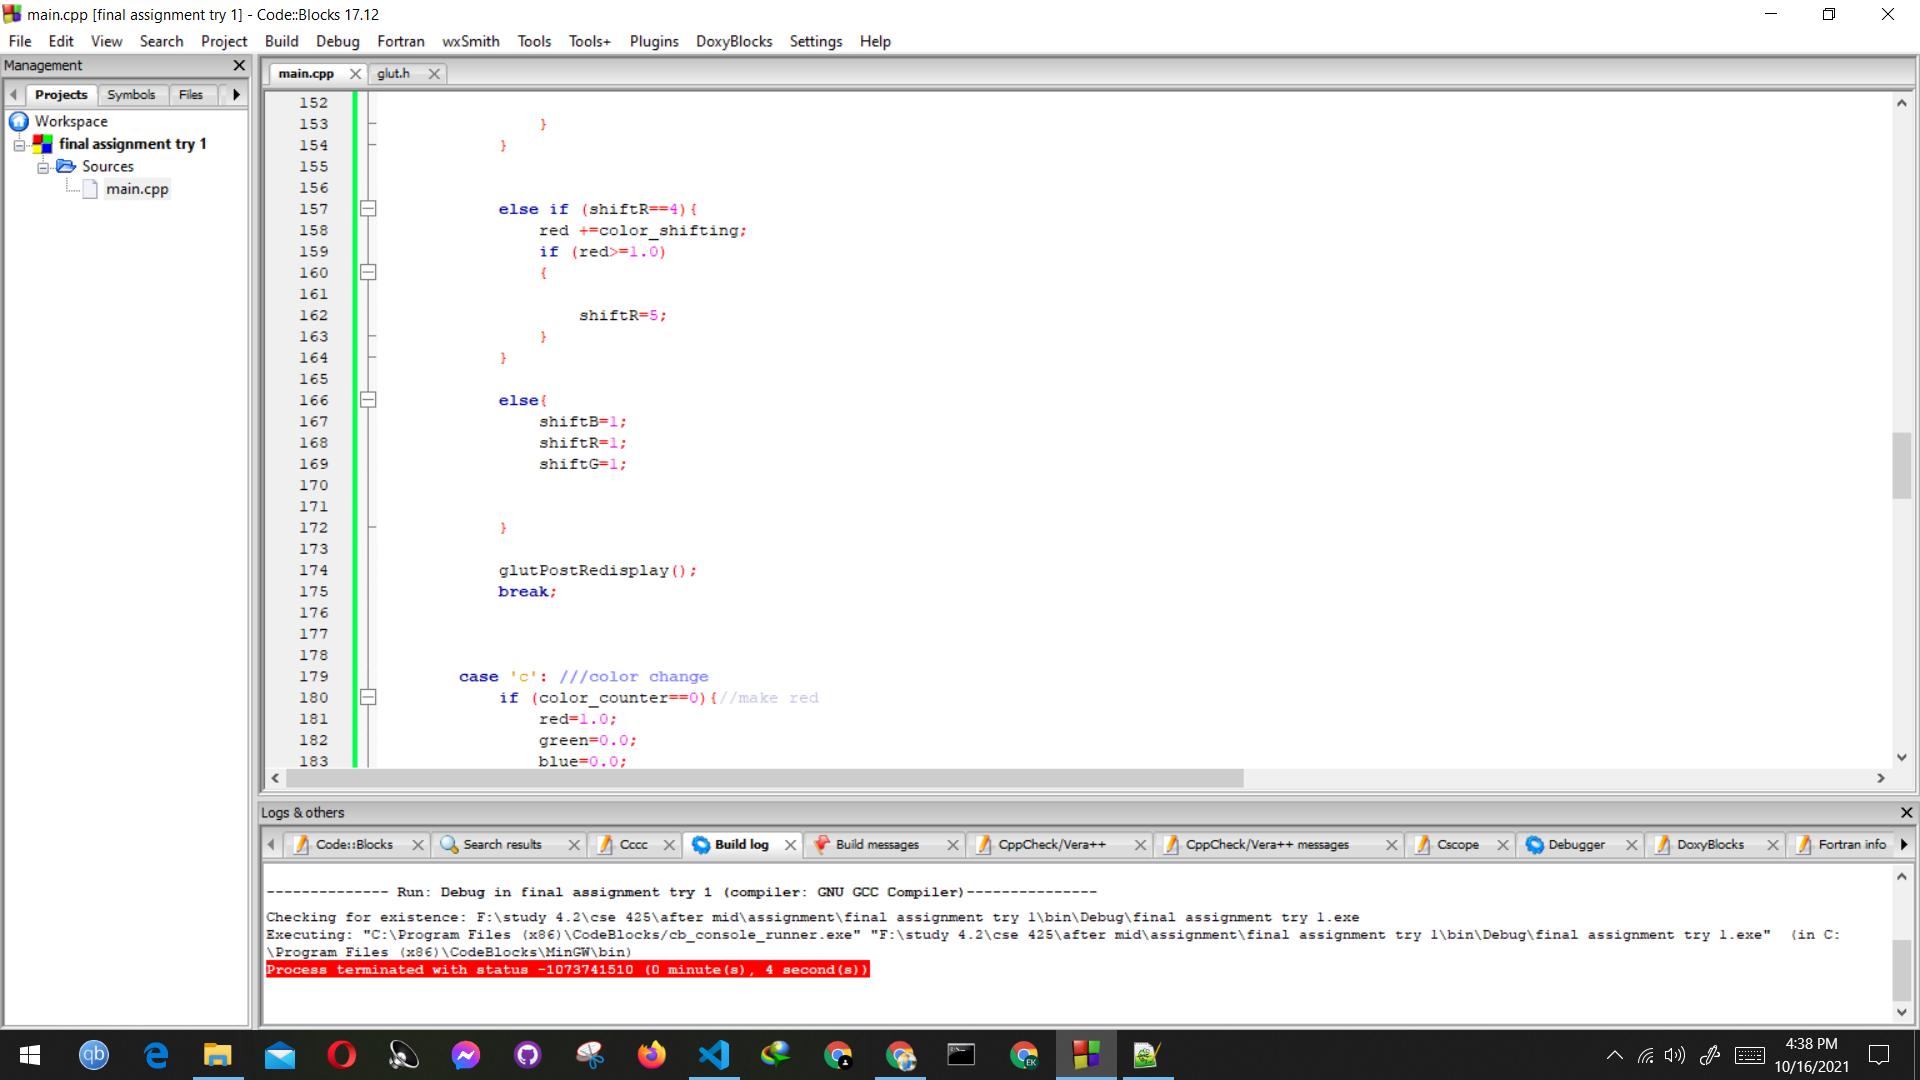 main.cpp [final assignment try 1] - Code::Blocks 17.12
File Edit View Search Project Build Debug Fortran wxSmith Tools Tools+ Plugins DoxyBlocks Settings Help
Management
Projects Symbols Files
Workspace
final assignment try 1
Sources
main.cpp
main.cpp glut.h
152
153 }
154 }
155
156
157 else if (shiftR==4){
158 red +=color_shifting;
159 if (red>=1.0)
160 {
161
162 shiftR=5;
163 }
164 }
165
166 else{
167 shiftB=1;
168 shiftR=1;
169 shiftG=1;
170
171
172 }
173
174 glutPostRedisplay();
175 break;
176
177
178
179 case 'c': ///color change
180 if (color_counter==0){//make red
181 red=1.0;
182 green=0.0;
183 blue=0.0;
Logs & others
Code::Blocks Search results Cccc Build log Build messages CppCheck/Vera++ CppCheck/Vera++ messages Cscope Debugger DoxyBlocks Fortran info
-------------- Run: Debug in final assignment try 1 (compiler: GNU GCC Compiler)---------------
Checking for existence: F:\study 4.2\cse 425\after mid\assignment\final assignment try 1\bin\Debug\final assignment try 1.exe
Executing: "C:\Program Files (x86)\CodeBlocks/cb_console_runner.exe" "F:\study 4.2\cse 425\after mid\assignment\final assignment try 1\bin\Debug\final assignment try 1.exe" (in C:
\Program Files (x86)\CodeBlocks\MinGW\bin)
Process terminated with status -1073741510 (0 minute(s), 4 second(s))
qb
EK
4:38 PM
10/16/2021